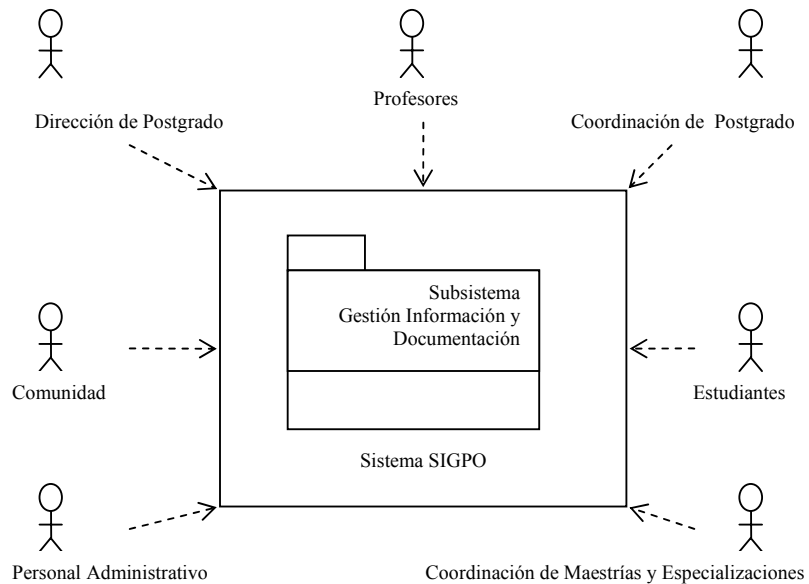 Profesores
Dirección de Postgrado
Coordinación de Postgrado
Subsistema
Gestión Información y
Documentación
Comunidad
Estudiantes
Sistema SIGPO
Personal Administrativo
Coordinación de Maestrías y Especializaciones